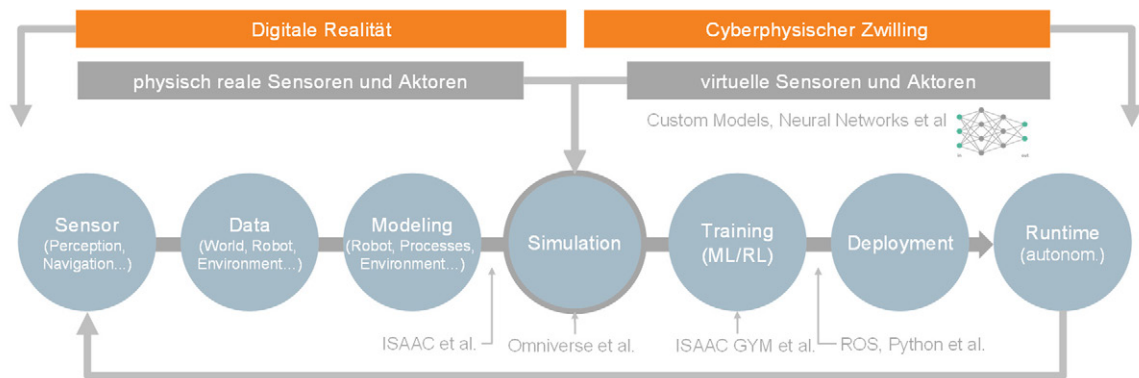 Digitale Realität
Cyberphysischer Zwilling
physisch reale Sensoren und Aktoren
virtuelle Sensoren und Aktoren
Custom Models, Neural Networks et al
Sensor
(Perception,
Navigation...)
Data
(World, Robot,
Environment...)
Modeling
(Robot, Processes,
Environment...)
Simulation
Training
(ML/RL)
Deployment
Runtime
(autonom.)
ISAAC et al.
Omniverse et al.
ISAAC GYM et al.
ROS, Python et al.